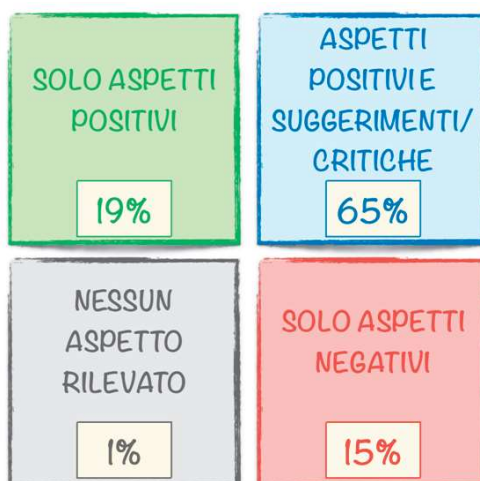 SOLO ASPETTI
POSITIVI
19%
ASPETTI
POSITIVI E
SUGGERIMENTI/
CRITICHE
65%
NESSUN
ASPETTO
RILEVATO
1%
SOLO ASPETTI
NEGATIVI
15%